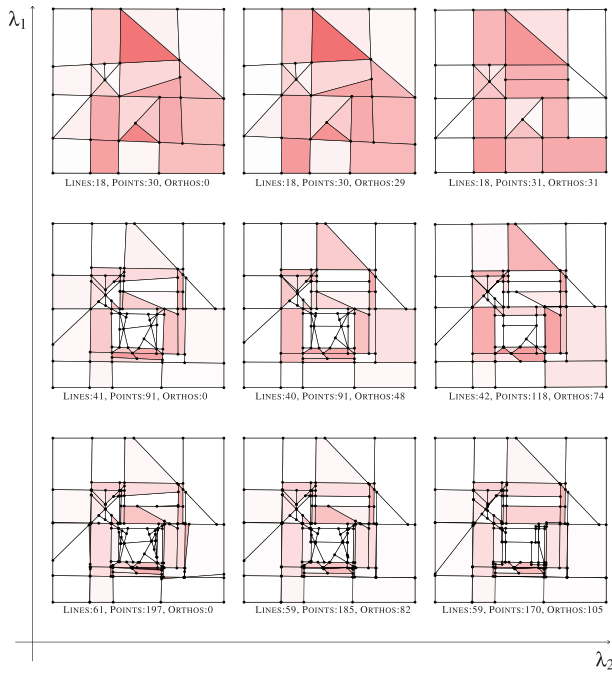 λ1
LINES:18, POINTS:30, ORTHOS:0
LINES:18, POINTS:30, ORTHOS:29
LINES:18, POINTS:31, ORTHOS:31
LINES:41, POINTS:91, ORTHOS:0
LINES:40, POINTS:91, ORTHOS:48
LINES:42, POINTS:118, ORTHOS:74
LINES:61, POINTS:197, ORTHOS:0
LINES:59, POINTS:185, ORTHOS:82
LINES:59, POINTS:170, ORTHOS:105
λ2